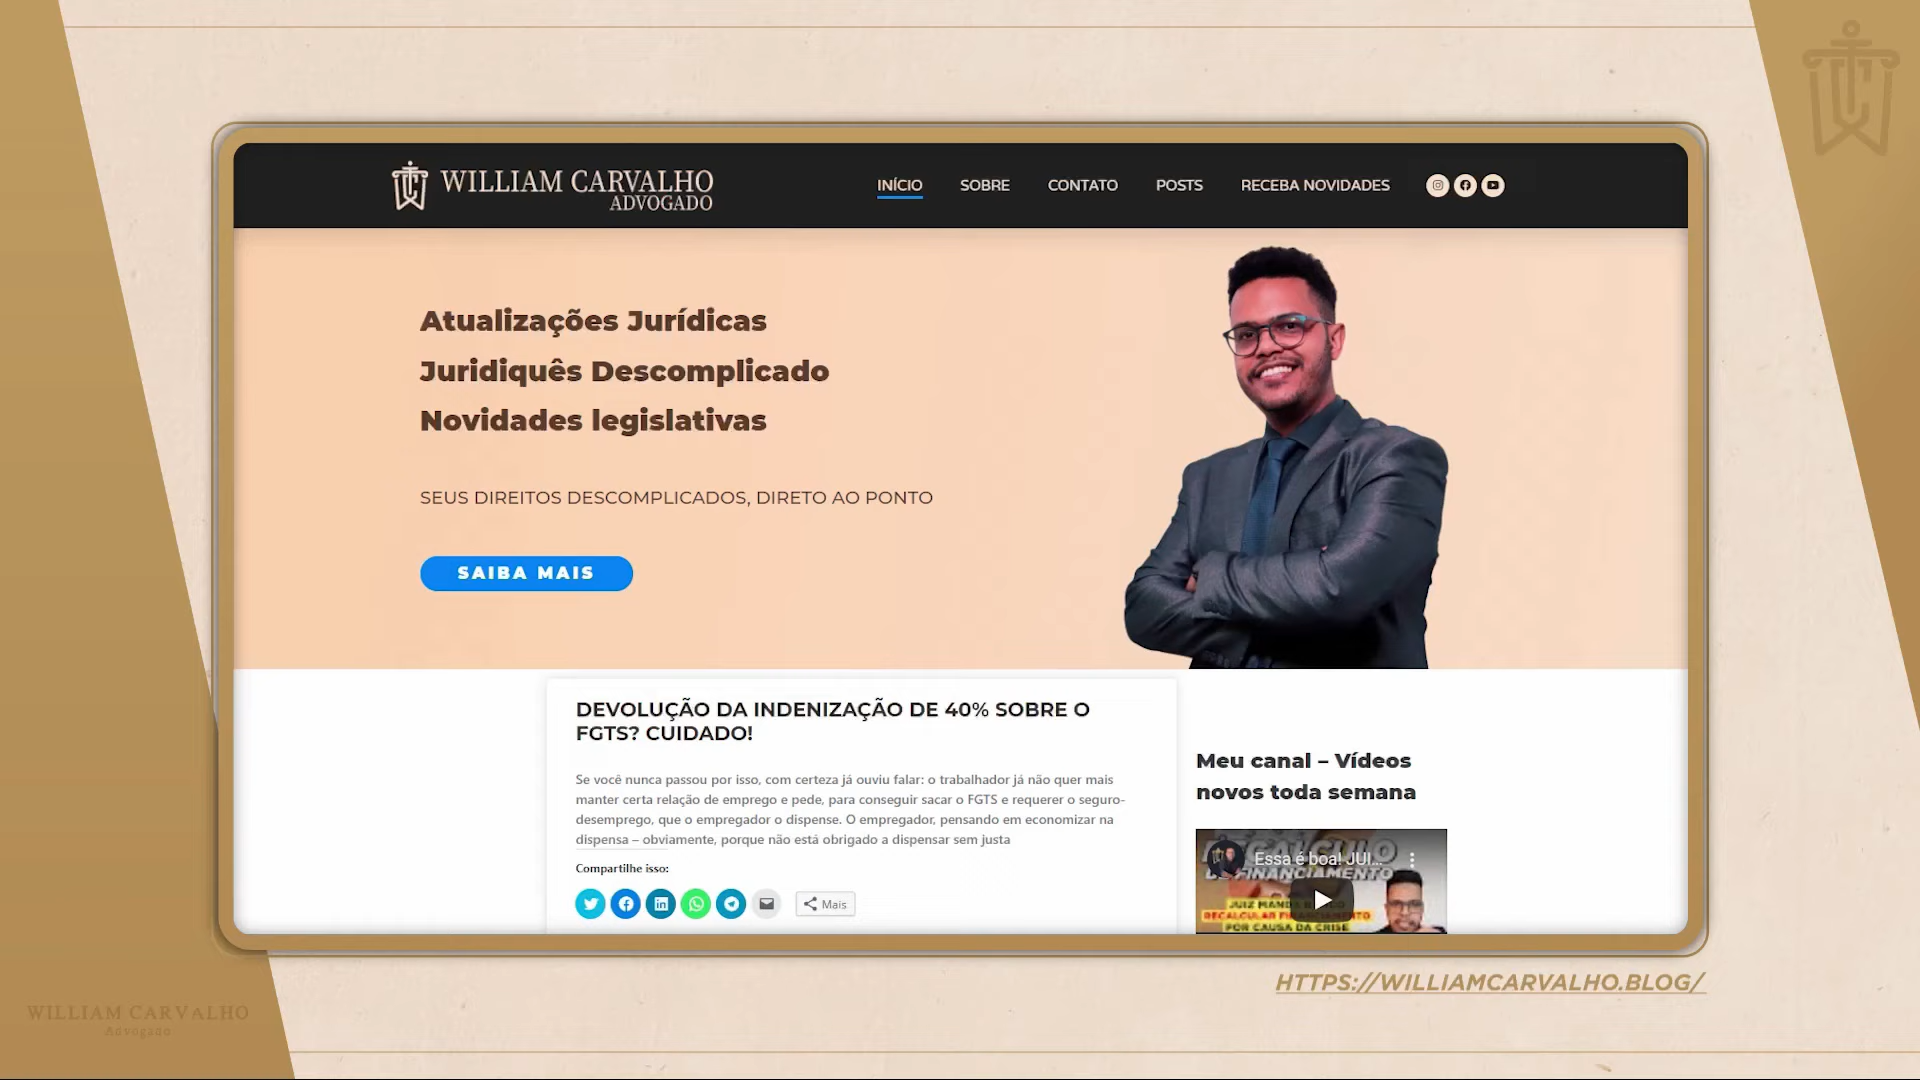 WILLIAM CARVALHO
ADVOGADO
INÍCIO
SOBRE
CONTATO
POSTS
RECEBA NOVIDADES
Atualizações Jurídicas
Juridiquês Descomplicado
Novidades legislativas
SEUS DIREITOS DESCOMPLICADOS, DIRETO AO PONTO
SAIBA MAIS
DEVOLUÇÃO DA INDENIZAÇÃO DE 40% SOBRE O
FGTS? CUIDADO!
Se você nunca passou por isso, com certeza já ouviu falar: o trabalhador já não quer mais
manter certa relação de emprego e pede, para conseguir sacar o FGTS e requerer o seguro-
desemprego, que o empregador o dispense. O empregador, pensando em economizar na
dispensa – obviamente, porque não está obrigado a dispensar sem justa
Compartilhe isso:
Mais
Meu canal – Vídeos
novos toda semana
Essa é boa! JUI...
FINANCIAMENTO
JUIZ MANDA
RECALCULAR FINANCIAMENTO
POR CAUSA DA CRISE
HTTPS://WILLIAMCARVALHO.BLOG/
WILLIAM CARVALHO
Advogado